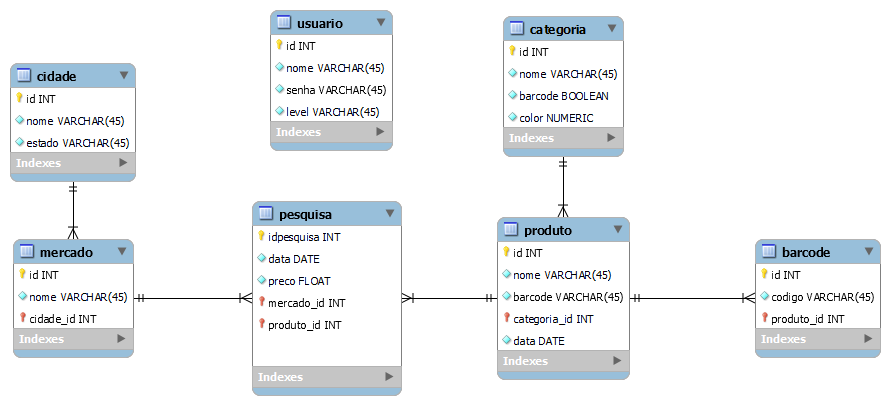 usuario
id INT
nome VARCHAR(45)
senha VARCHAR(45)
level VARCHAR(45)
Indexes
categoria
id INT
nome VARCHAR(45)
barcode BOOLEAN
color NUMERIC
Indexes
cidade
id INT
nome VARCHAR(45)
estado VARCHAR(45)
Indexes
mercado
id INT
nome VARCHAR(45)
cidade_id INT
Indexes
pesquisa
idpesquisa INT
data DATE
preco FLOAT
mercado_id INT
produto_id INT
Indexes
produto
id INT
nome VARCHAR(45)
barcode VARCHAR(45)
categoria_id INT
data DATE
Indexes
barcode
id INT
codigo VARCHAR(45)
produto_id INT
Indexes